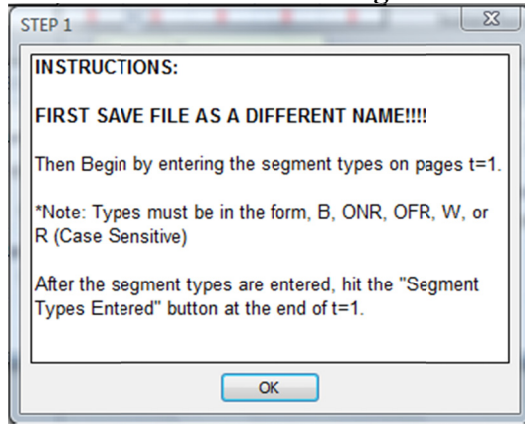 STEP 1
INSTRUCTIONS:
FIRST SAVE FILE AS A DIFFERENT NAME!!!!
Then Begin by entering the segment types on pages t=1.
*Note: Types must be in the form, B, ONR, OFR, W, or
R (Case Sensitive)
After the segment types are entered, hit the "Segment
Types Entered" button at the end of t=1.
OK